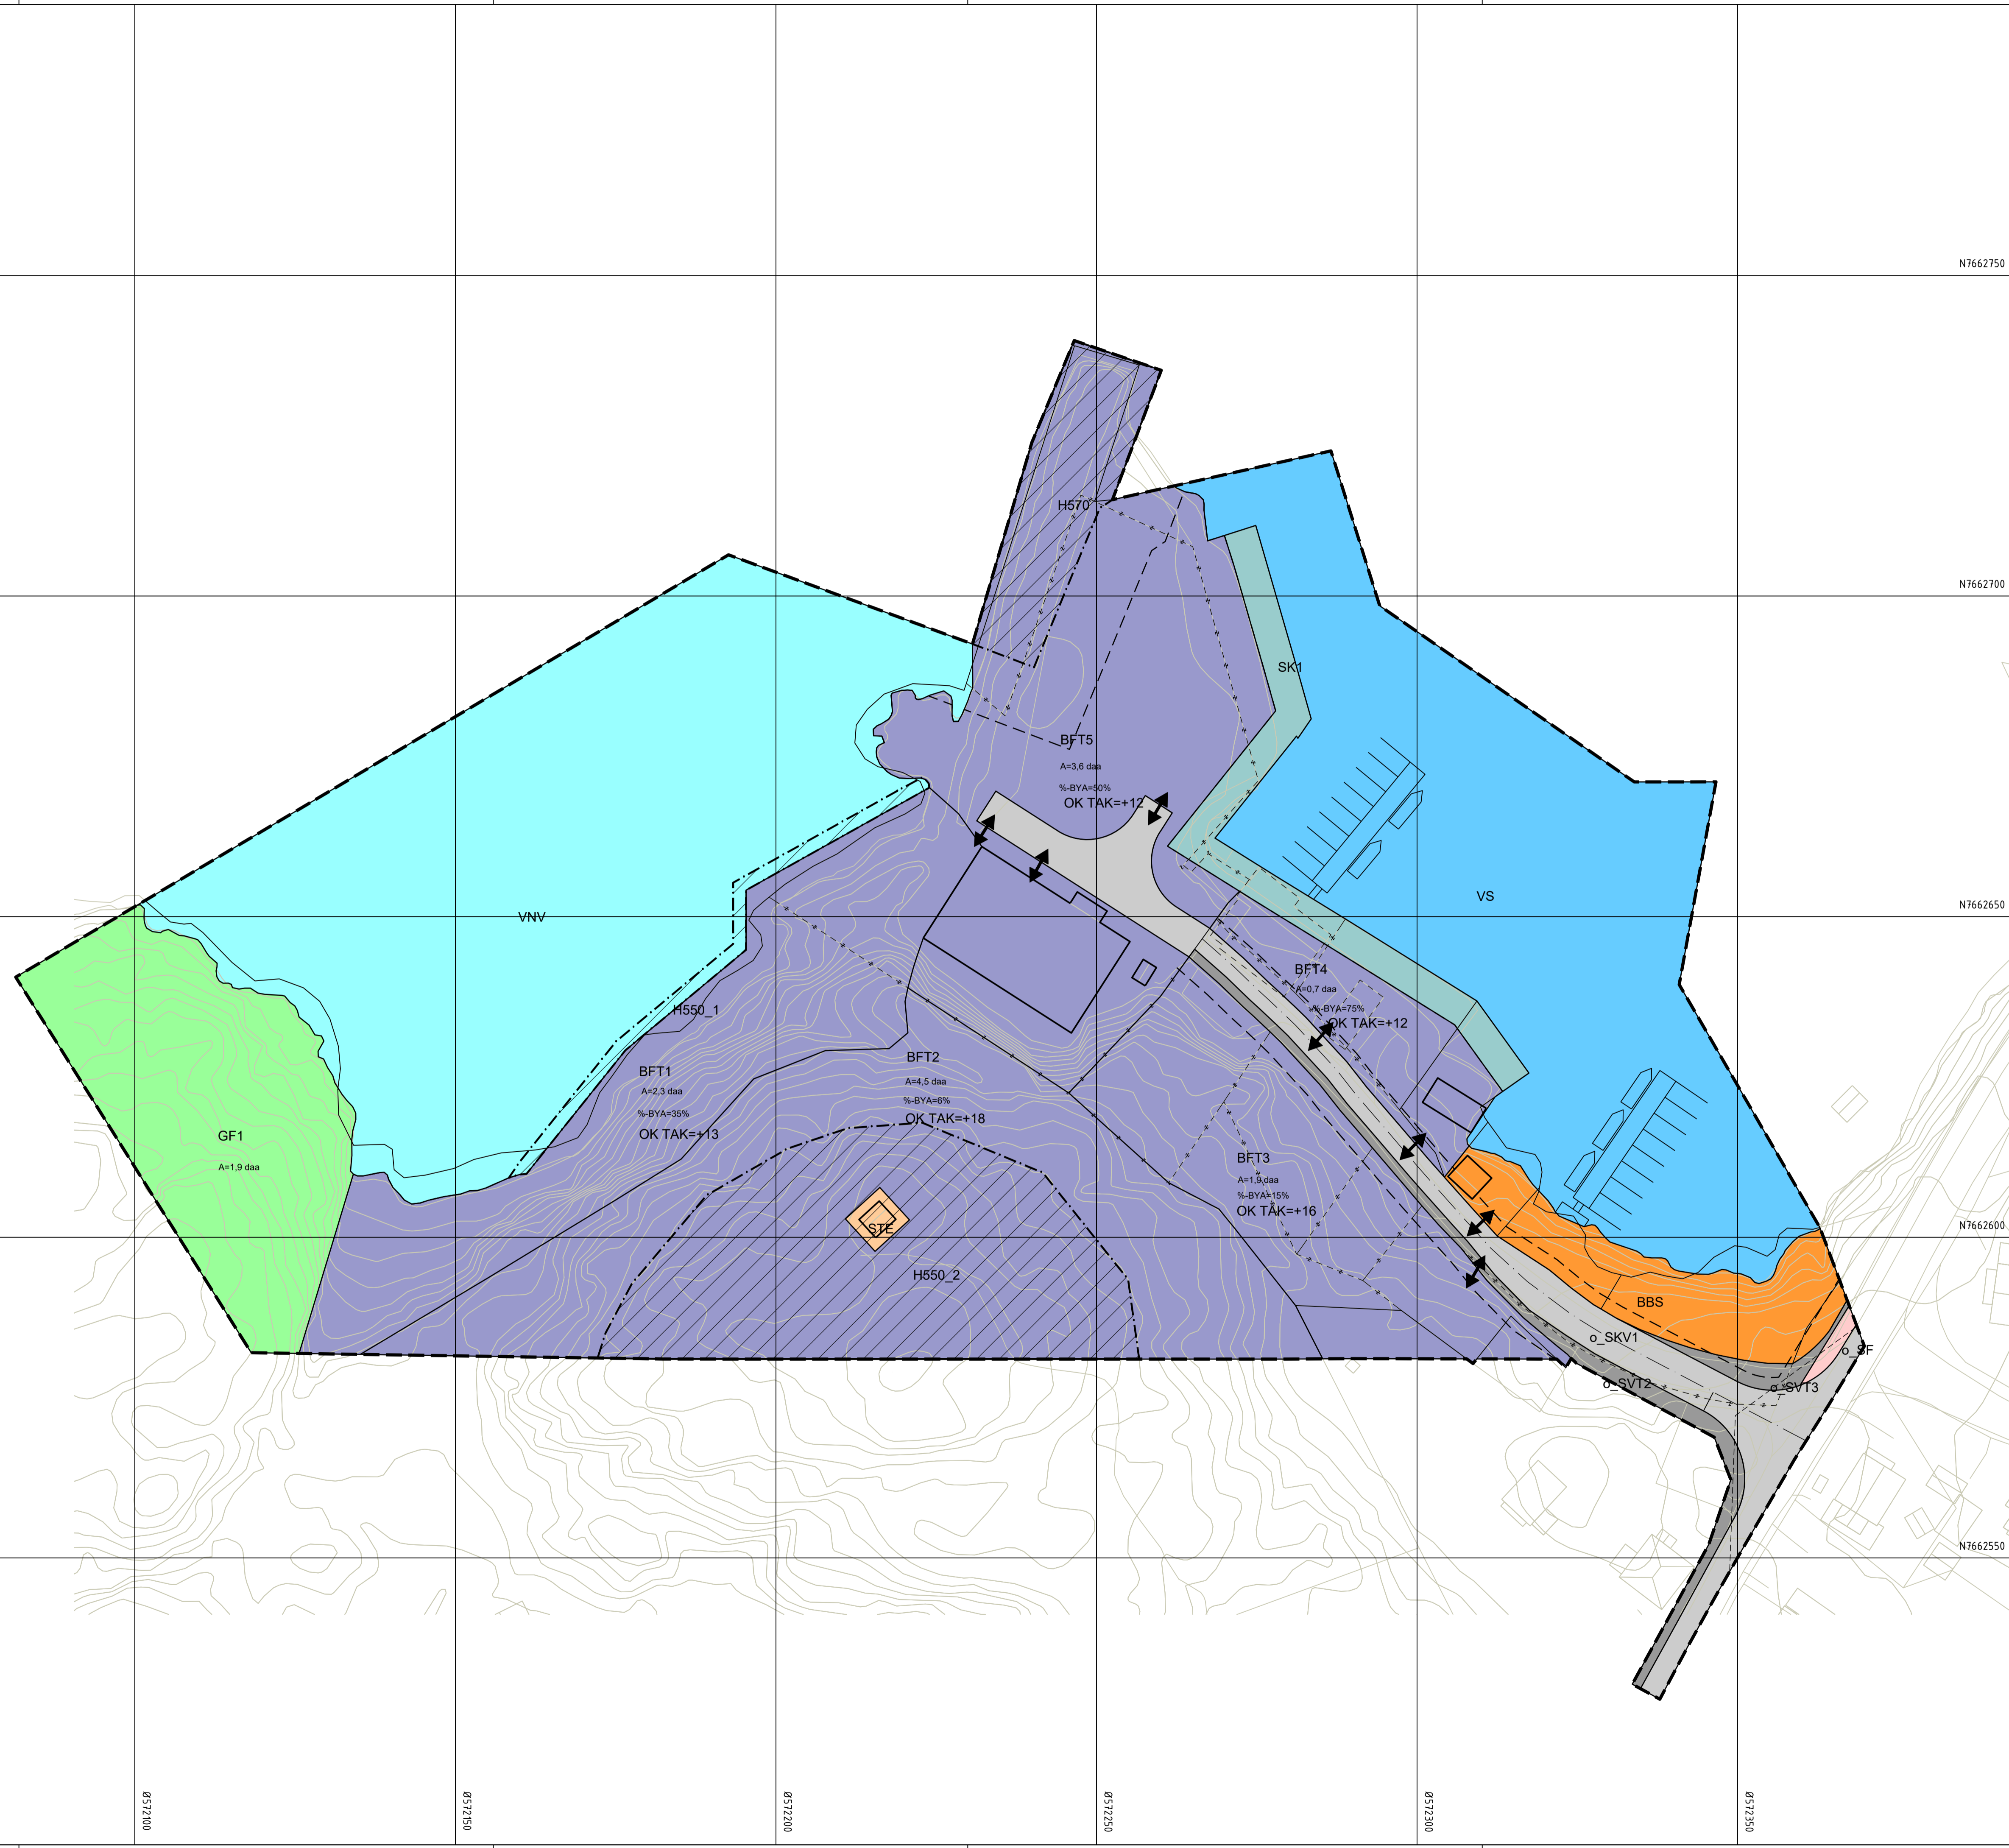 N7662750
H570
N7662700
SK1
BFT5
A=3,6 daa
%-BYA=50%
OK TAK=+12
VS
N7662650
VNV
BFT4
A=0,7 daa
%-BYA=75%
OK TAK=+12
H550_1
BFT1
A=2,3 daa
%-BYA=35%
OK TAK=+13
BFT2
A=4,5 daa
%-BYA=6%
OK TAK=+18
GF1
A=1,9 daa
BFT3
A=1,9 daa
%-BYA=15%
OK TAK=+16
STE
N7662600
H550_2
BBS
o_SKV1
o_SF
o_SVT2
o_SVT3
N7662550
Ø572100
Ø572150
Ø572200
Ø572250
Ø572300
Ø572350